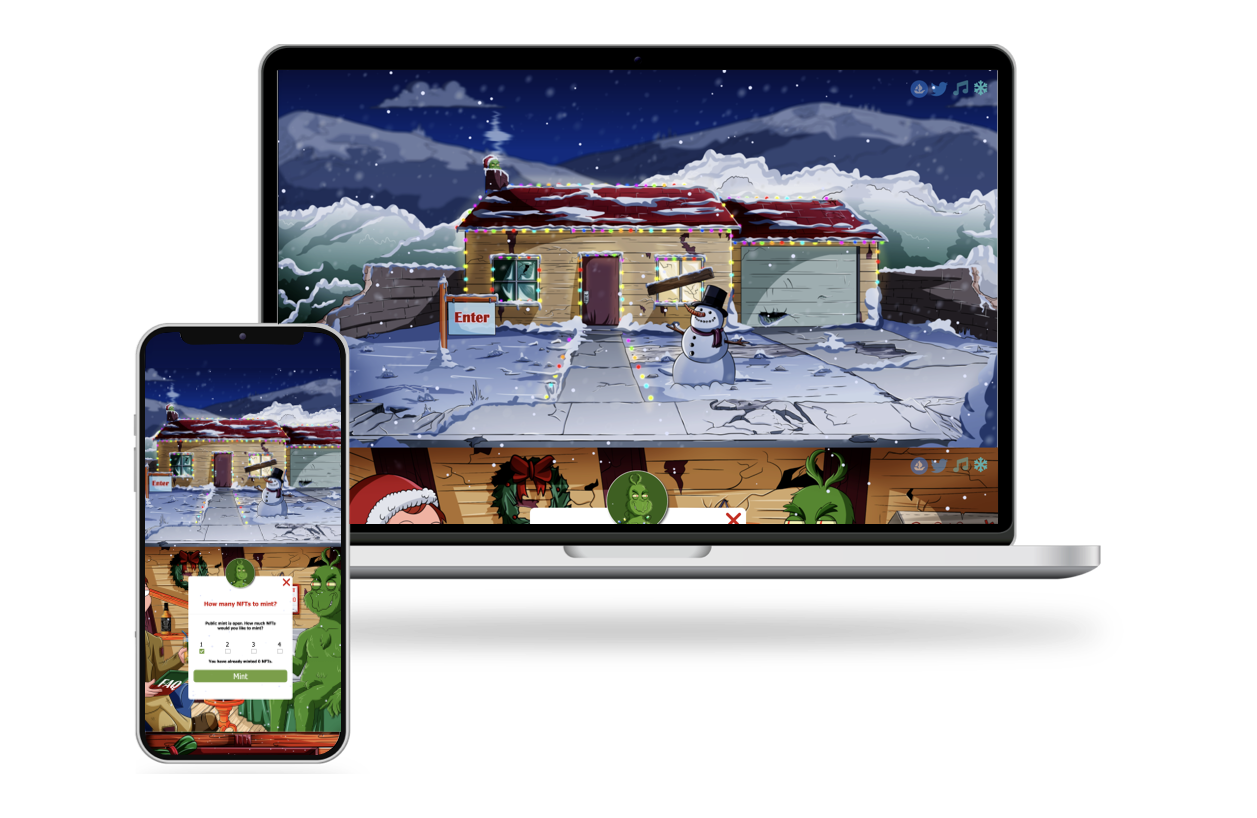 Enter
Enter
How many NFTs to mint?
Public mint is open. How much NFTs
would you like to mint?
1 2 3 4
You have already minted 0 NFTs.
Mint
FAQ